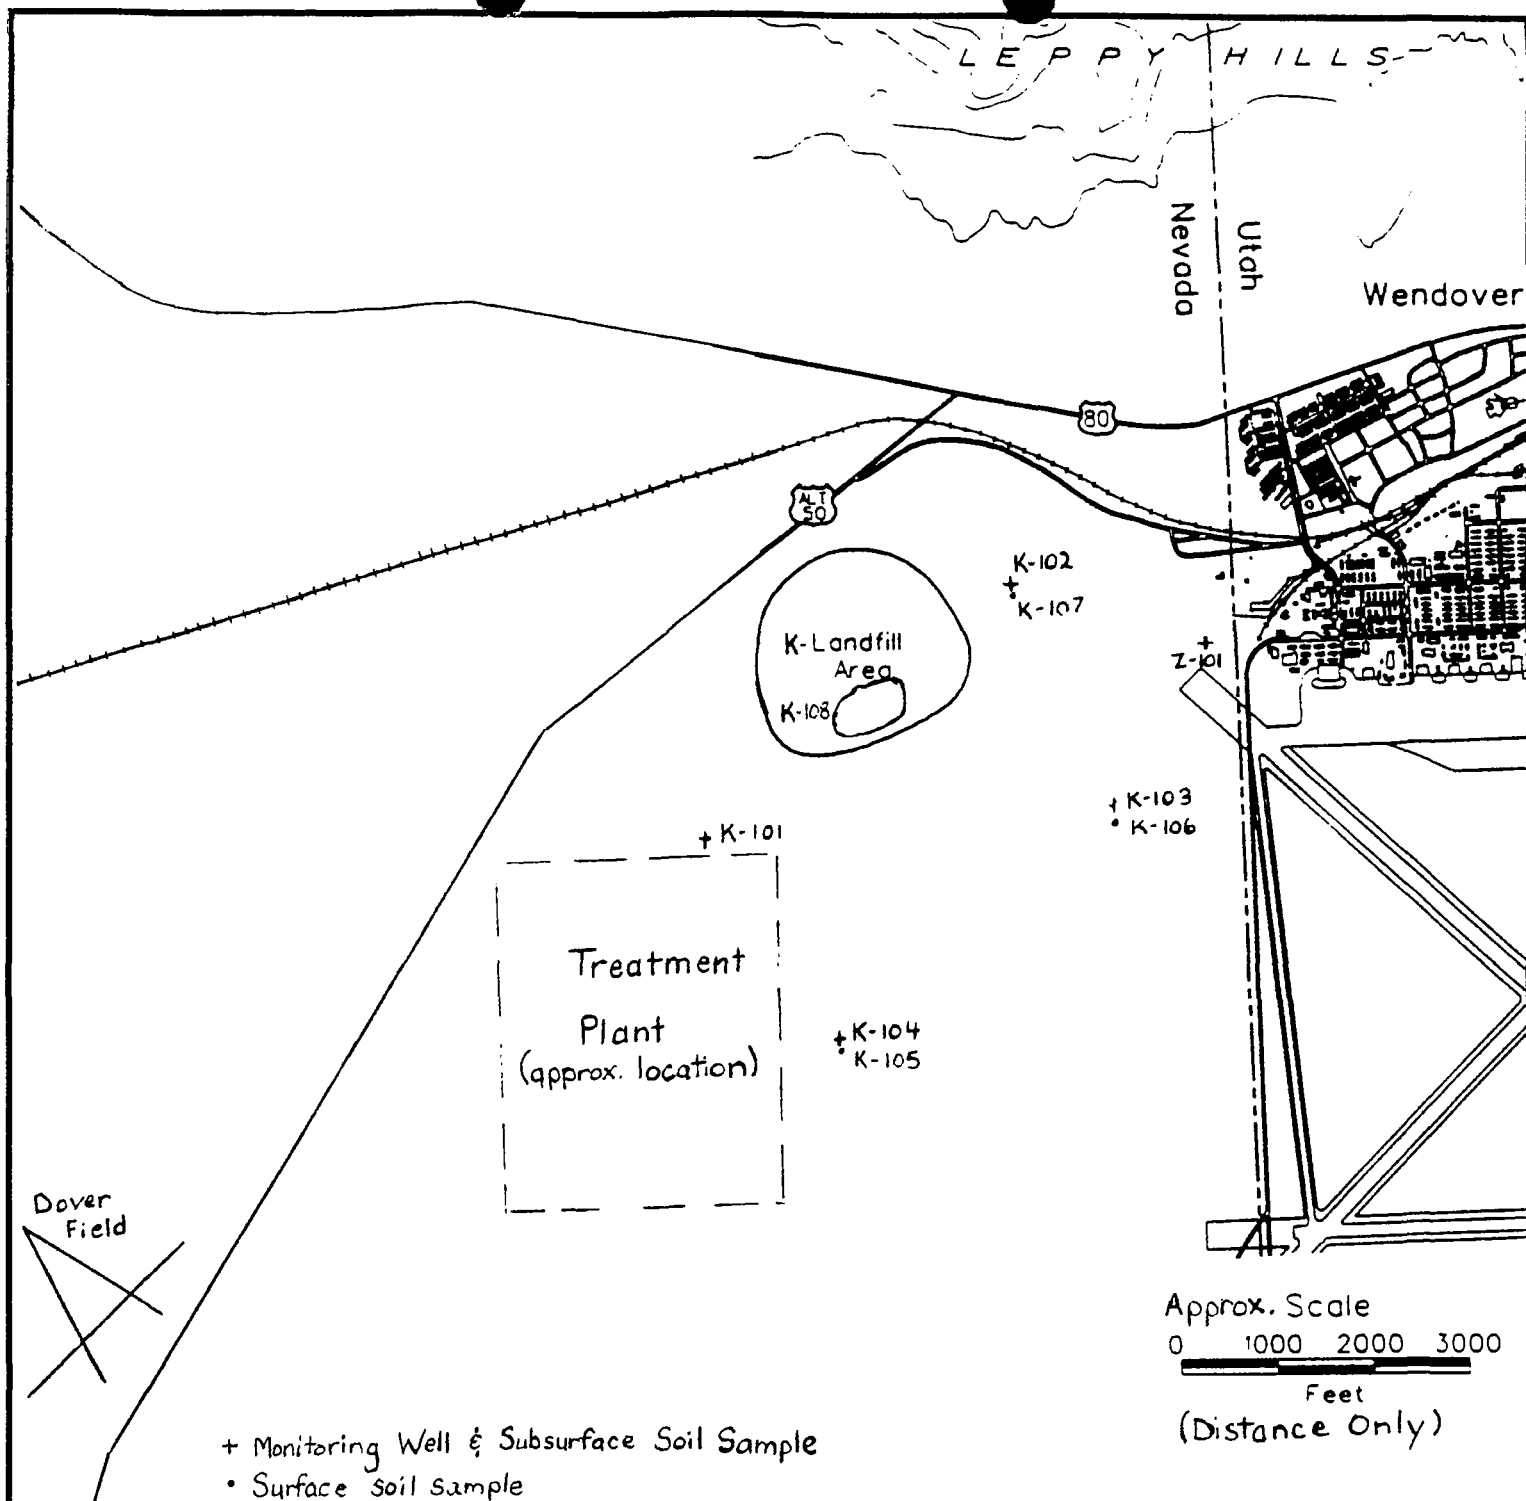 LEPPY HILLS
Nevada
Utah
Wendover
80
ALT
50
K-102
K-107
K-Landfill
Area
K-108
Z-101
K-103
K-106
K-101
Treatment
Plant
(approx. location)
K-104
K-105
Dover
Field
Approx. Scale
0 1000 2000 3000
Feet
(Distance Only)
+ Monitoring Well & Subsurface Soil Sample
• Surface soil sample